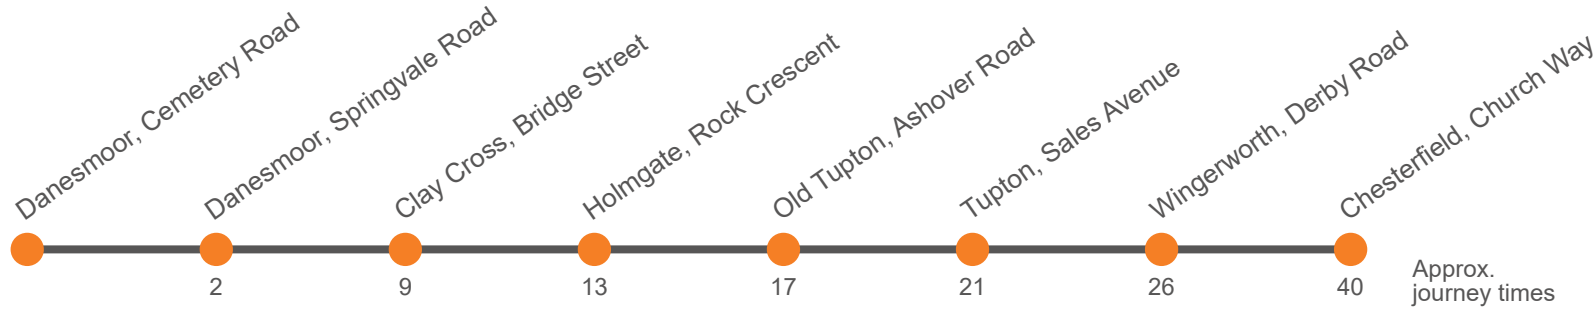 Danesmoor, Cemetery Road
Danesmoor, Springvale Road
Clay Cross, Bridge Street
Holmgate, Rock Crescent
Old Tupton, Ashover Road
Tupton, Sales Avenue
Wingerworth, Derby Road
Chesterfield, Church Way
2
9
13
17
21
26
40
Approx.
journey times